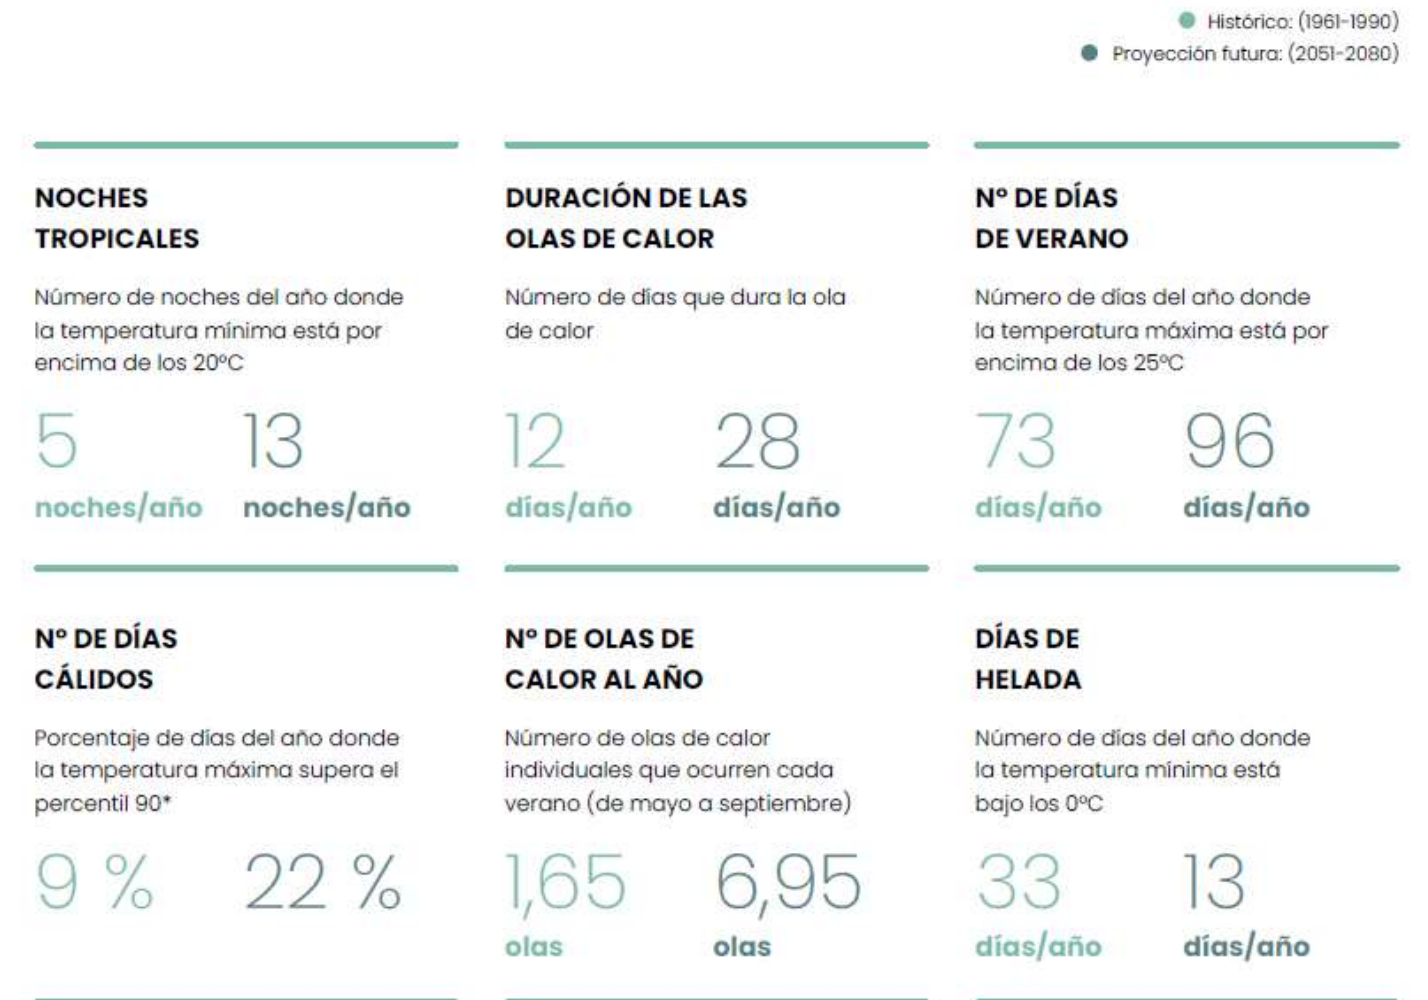 Histórico: (1961-1990)
Proyección futura: (2051-2080)
NOCHES
TROPICALES
Número de noches del año donde
la temperatura mínima está por
encima de los 20ºC
5
13
noches/año
noches/año
DURACIÓN DE LAS
OLAS DE CALOR
Número de días que dura la ola
de calor
12
28
días/año
días/año
Nº DE DÍAS
DE VERANO
Número de días del año donde
la temperatura máxima está por
encima de los 25ºC
73
96
días/año
días/año
Nº DE DÍAS
CÁLIDOS
Porcentaje de días del año donde
la temperatura máxima supera el
percentil 90*
9 %
22 %
Nº DE OLAS DE
CALOR AL AÑO
Número de olas de calor
individuales que ocurren cada
verano (de mayo a septiembre)
1,65
6,95
olas
olas
DÍAS DE
HELADA
Número de días del año donde
la temperatura mínima está
bajo los 0ºC
33
13
días/año
días/año